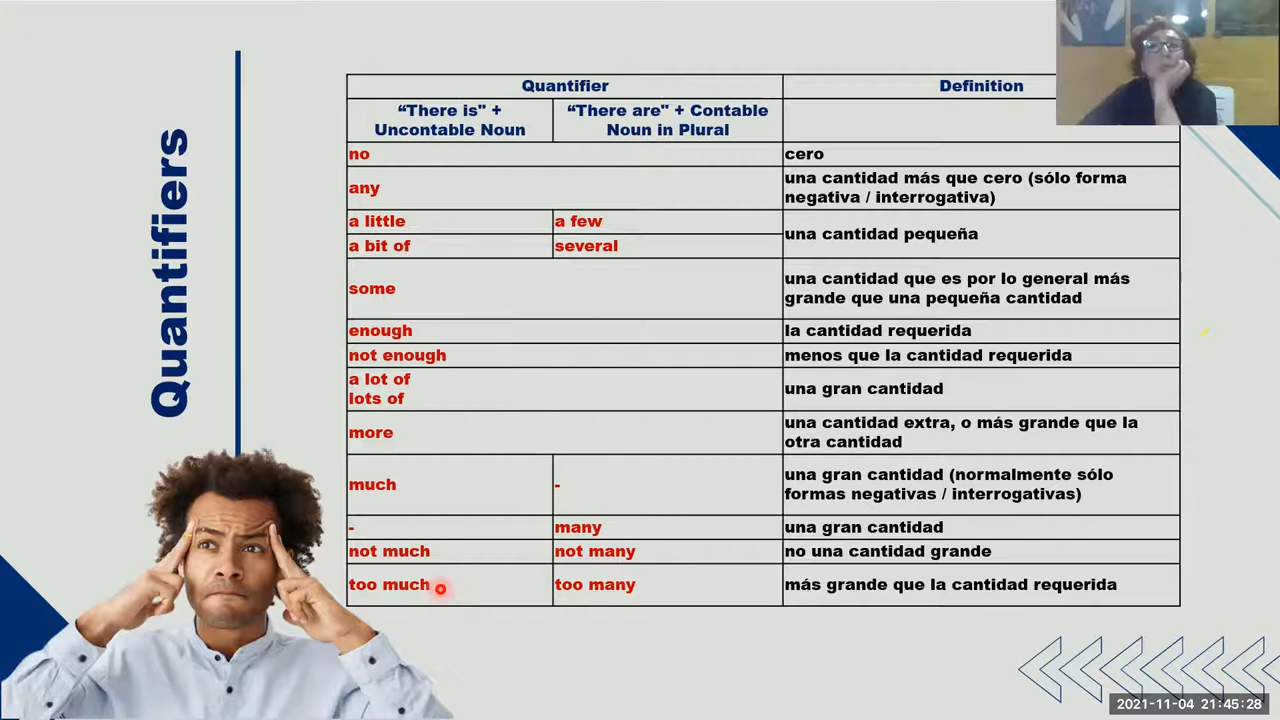 Quantifiers
Quantifier
Definition
“There is" +
Uncontable Noun
“There are" + Contable
Noun in Plural
no
cero
any
una cantidad más que cero (sólo forma
negativa / interrogativa)
a little
a few
una cantidad pequeña
a bit of
several
some
una cantidad que es por lo general más
grande que una pequeña cantidad
enough
la cantidad requerida
not enough
menos que la cantidad requerida
a lot of
lots of
una gran cantidad
more
una cantidad extra, o más grande que la
otra cantidad
much
-
una gran cantidad (normalmente sólo
formas negativas / interrogativas)
-
many
una gran cantidad
not much
not many
no una cantidad grande
too much
too many
más grande que la cantidad requerida
2021-11-04 21:45:28